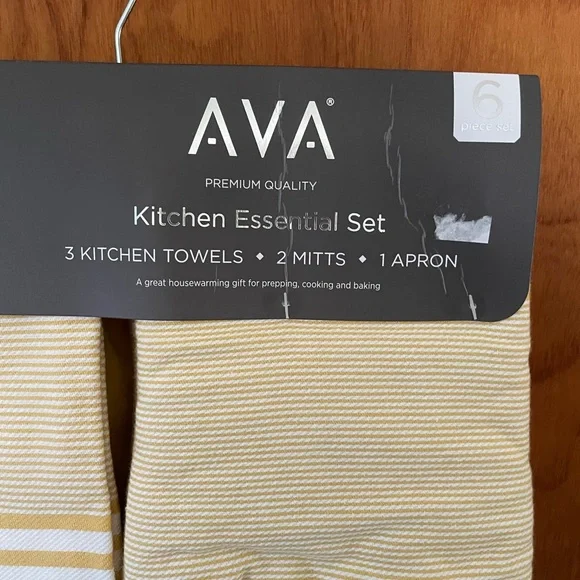 AVA®
6
piece set
PREMIUM QUALITY
Kitchen Essential Set
3 KITCHEN TOWELS ◆ 2 MITTS ◆ 1 APRON
A great housewarming gift for prepping, cooking and baking